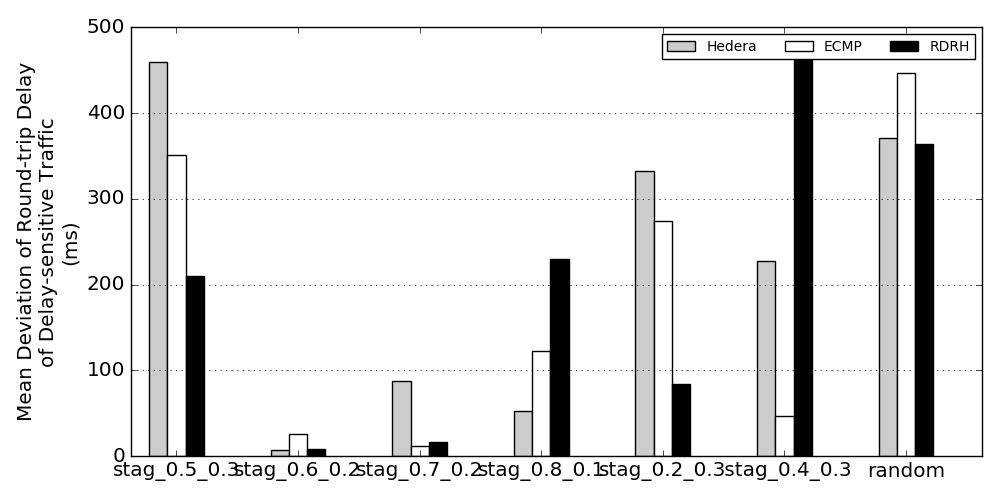 Mean Deviation of Round-trip Delay
of Delay-sensitive Traffic
(ms)
500
400
300
200
100
0
Hedera ECMP RDRH
stag_0.5_0.3 stag_0.6_0.2 stag_0.7_0.2 stag_0.8_0.1 stag_0.2_0.3 stag_0.4_0.3 random